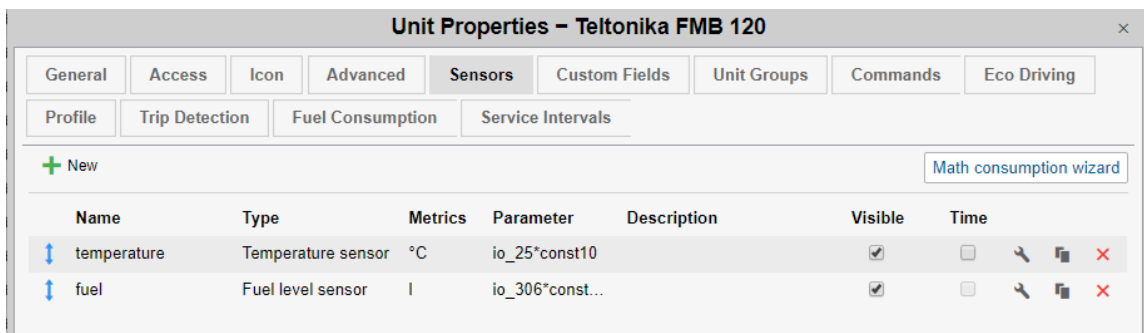 Unit Properties – Teltonika FMB 120 ×
General Access Icon Advanced Sensors Custom Fields Unit Groups Commands Eco Driving
Profile Trip Detection Fuel Consumption Service Intervals
New Math consumption wizard
Name Type Metrics Parameter Description Visible Time
temperature Temperature sensor °C io_25*const10
fuel Fuel level sensor l io_306*const...